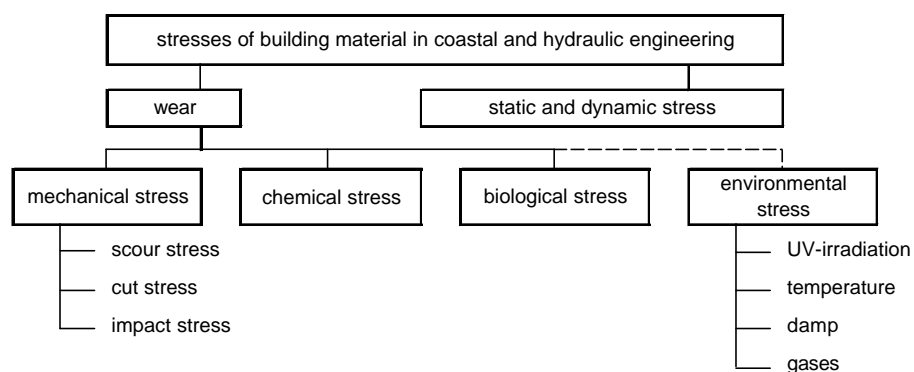 stresses of building material in coastal and hydraulic engineering
wear
static and dynamic stress
mechanical stress
chemical stress
biological stress
environmental
stress
scour stress
cut stress
impact stress
UV-irradiation
temperature
damp
gases